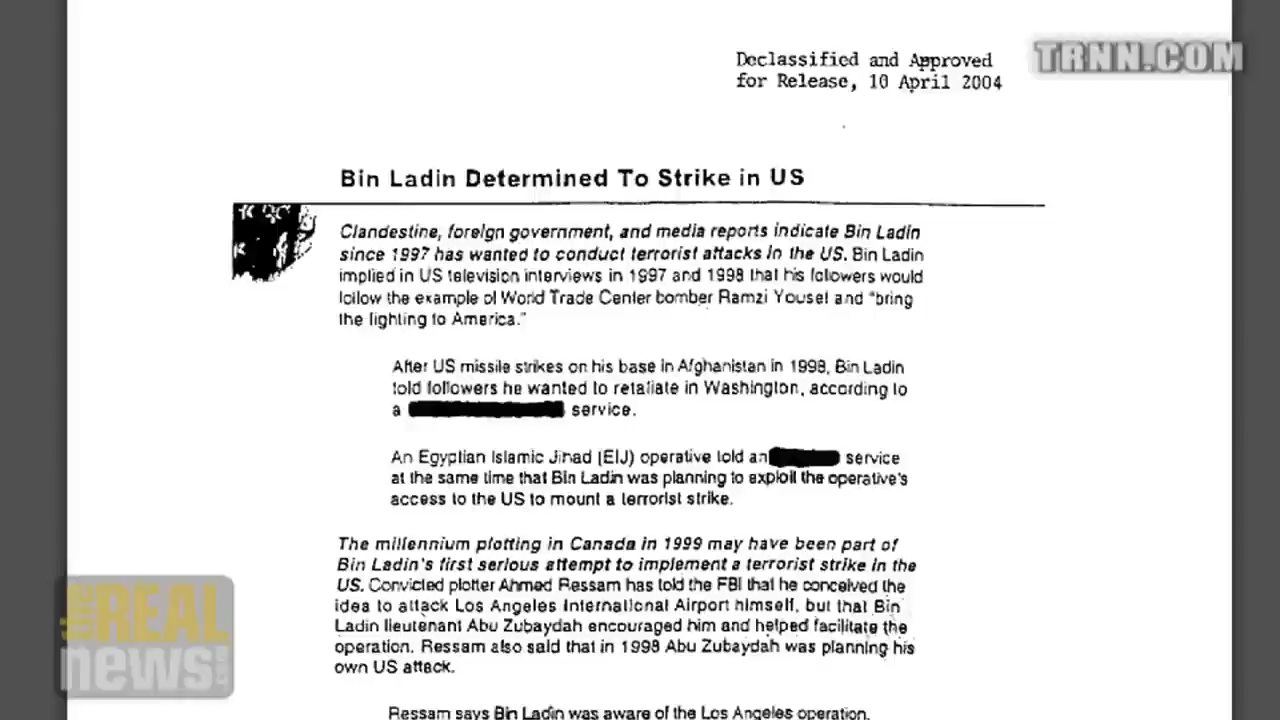 Declassified and Approved
for Release, 10 April 2004
TRNN.COM
Bin Ladin Determined To Strike in US
Clandestine, foreign government, and media reports indicate Bin Ladin
since 1997 has wanted to conduct terrorist attacks in the US. Bin Ladin
implied in US television interviews in 1997 and 1998 that his followers would
follow the example of World Trade Center bomber Ramzi Yousef and "bring
the fighting to America."
After US missile strikes on his base in Afghanistan in 1998, Bin Ladin
told followers he wanted to retaliate in Washington, according to
a service.
An Egyptian Islamic Jihad (EIJ) operative told an service
at the same time that Bin Ladin was planning to exploit the operative's
access to the US to mount a terrorist strike.
The millennium plotting in Canada in 1999 may have been part of
Bin Ladin's first serious attempt to implement a terrorist strike in the
US. Convicted plotter Ahmed Ressam has told the FBI that he conceived the
idea to attack Los Angeles International Airport himself, but that Bin
Ladin lieutenant Abu Zubaydah encouraged him and helped facilitate the
operation. Ressam also said that in 1998 Abu Zubaydah was planning his
own US attack.
Ressam says Bin Ladin was aware of the Los Angeles operation.
the
REAL
news.com